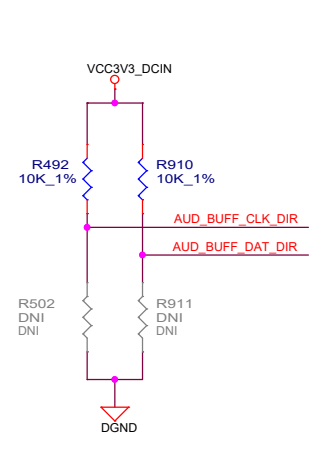 VCC3V3_DCIN
R492
10K_1%
R910
10K_1%
AUD_BUFF_CLK_DIR
AUD_BUFF_DAT_DIR
R502
DNI
DNI
R911
DNI
DNI
DGND